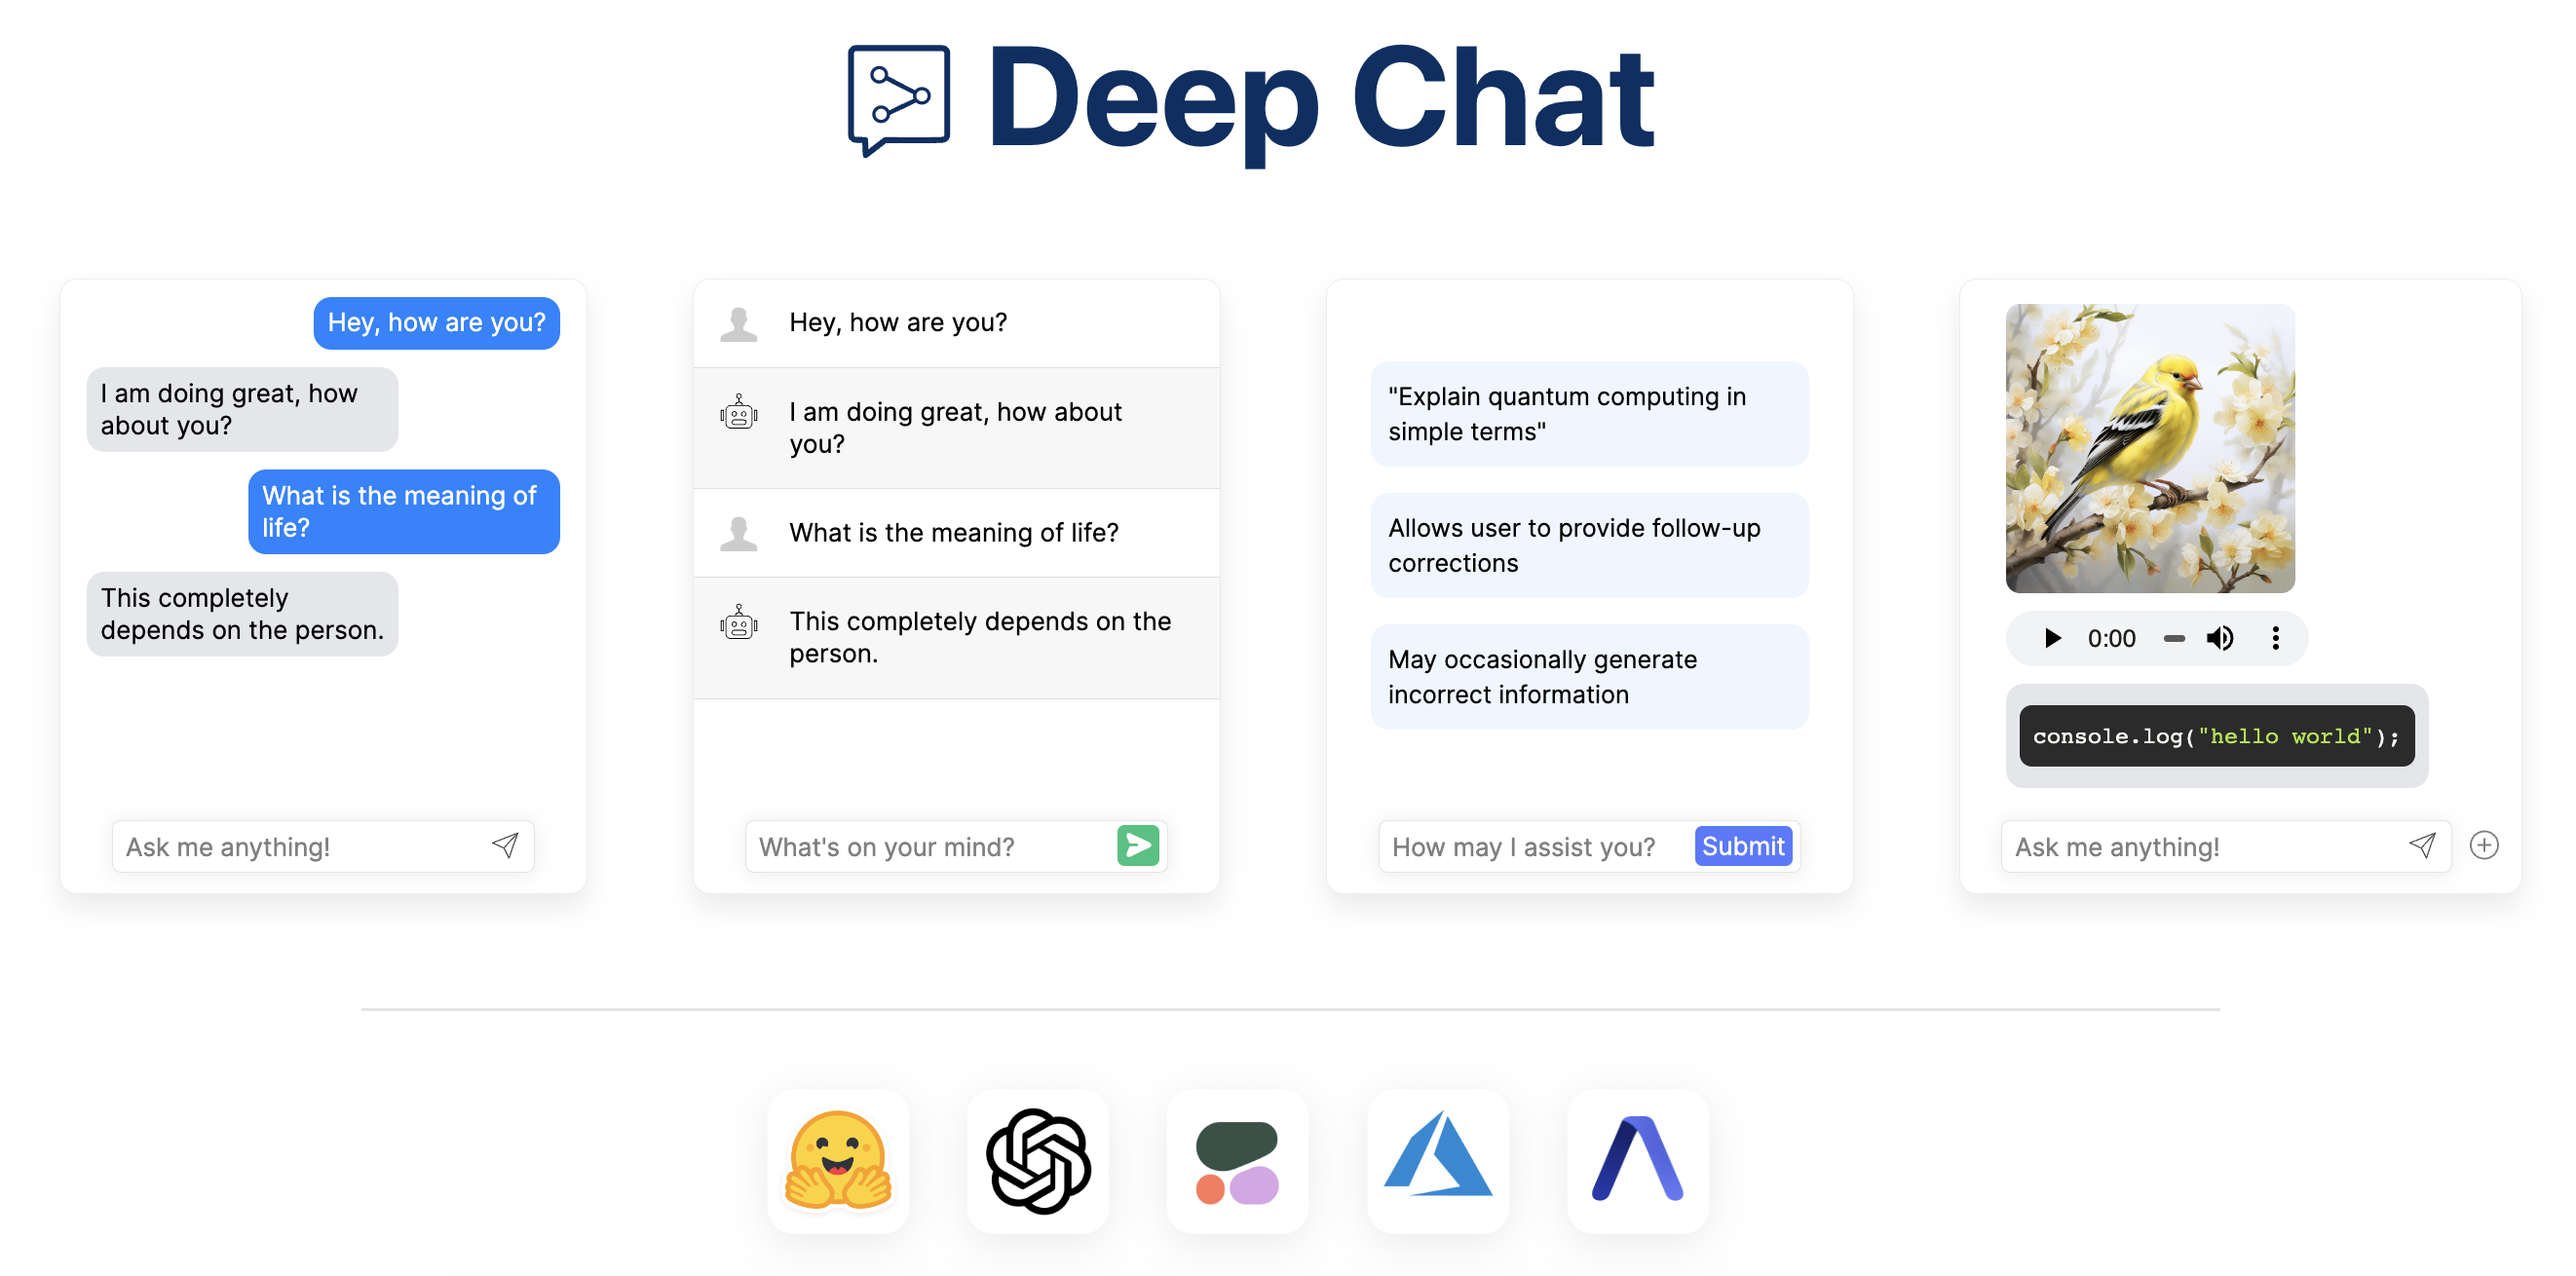 Deep Chat
Hey, how are you?
I am doing great, how
about you?
What is the meaning of
life?
This completely
depends on the person.
Ask me anything!
Hey, how are you?
I am doing great, how about
you?
What is the meaning of life?
This completely depends on the
person.
What's on your mind?
"Explain quantum computing in
simple terms"
Allows user to provide follow-up
corrections
May occasionally generate
incorrect information
How may I assist you?
Submit
0:00
console.log("hello world");
Ask me anything!